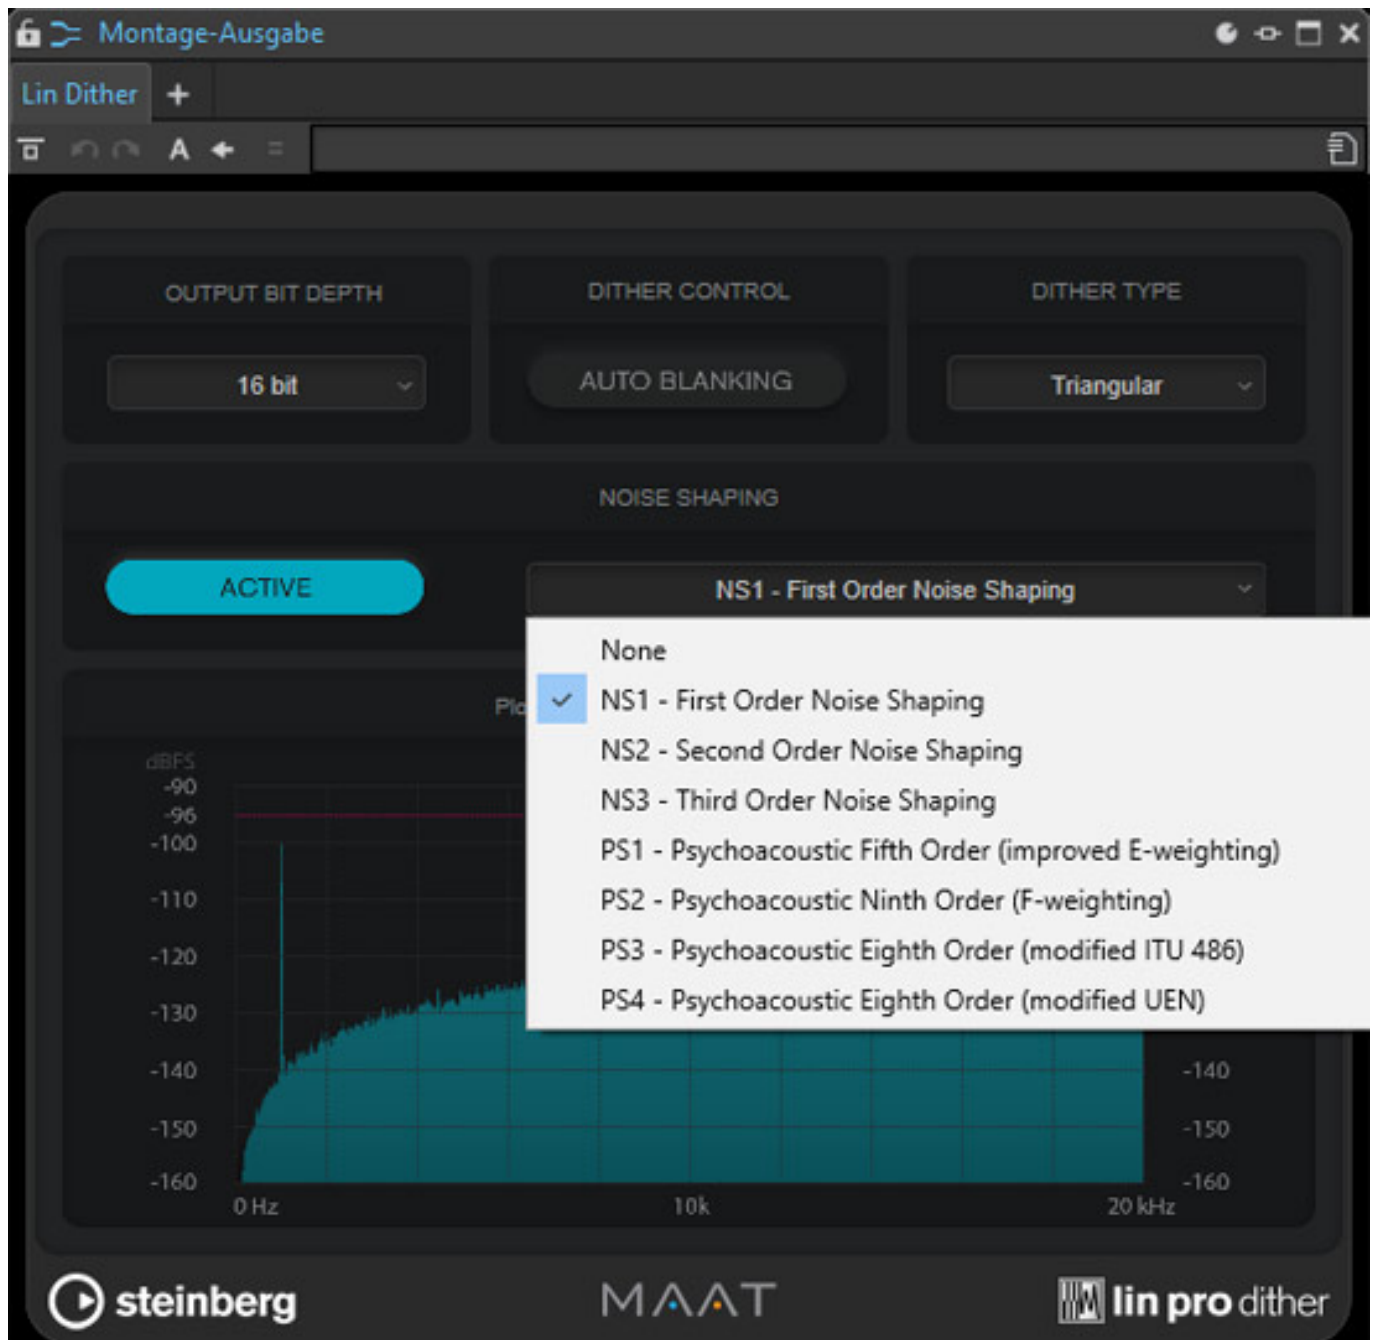 Montage-Ausgabe
Lin Dither +
A
OUTPUT BIT DEPTH DITHER CONTROL DITHER TYPE
16 bit AUTO BLANKING Triangular
NOISE SHAPING
ACTIVE NS1 - First Order Noise Shaping
None
NS1 - First Order Noise Shaping
NS2 - Second Order Noise Shaping
NS3 - Third Order Noise Shaping
PS1 - Psychoacoustic Fifth Order (improved E-weighting)
PS2 - Psychoacoustic Ninth Order (F-weighting)
PS3 - Psychoacoustic Eighth Order (modified ITU 486)
PS4 - Psychoacoustic Eighth Order (modified UEN)
dBFS
-90
-96
-100
-110
-120
-130
-140 -140
-150 -150
-160 -160
0 Hz 10k 20 kHz
steinberg MAAT lin pro dither